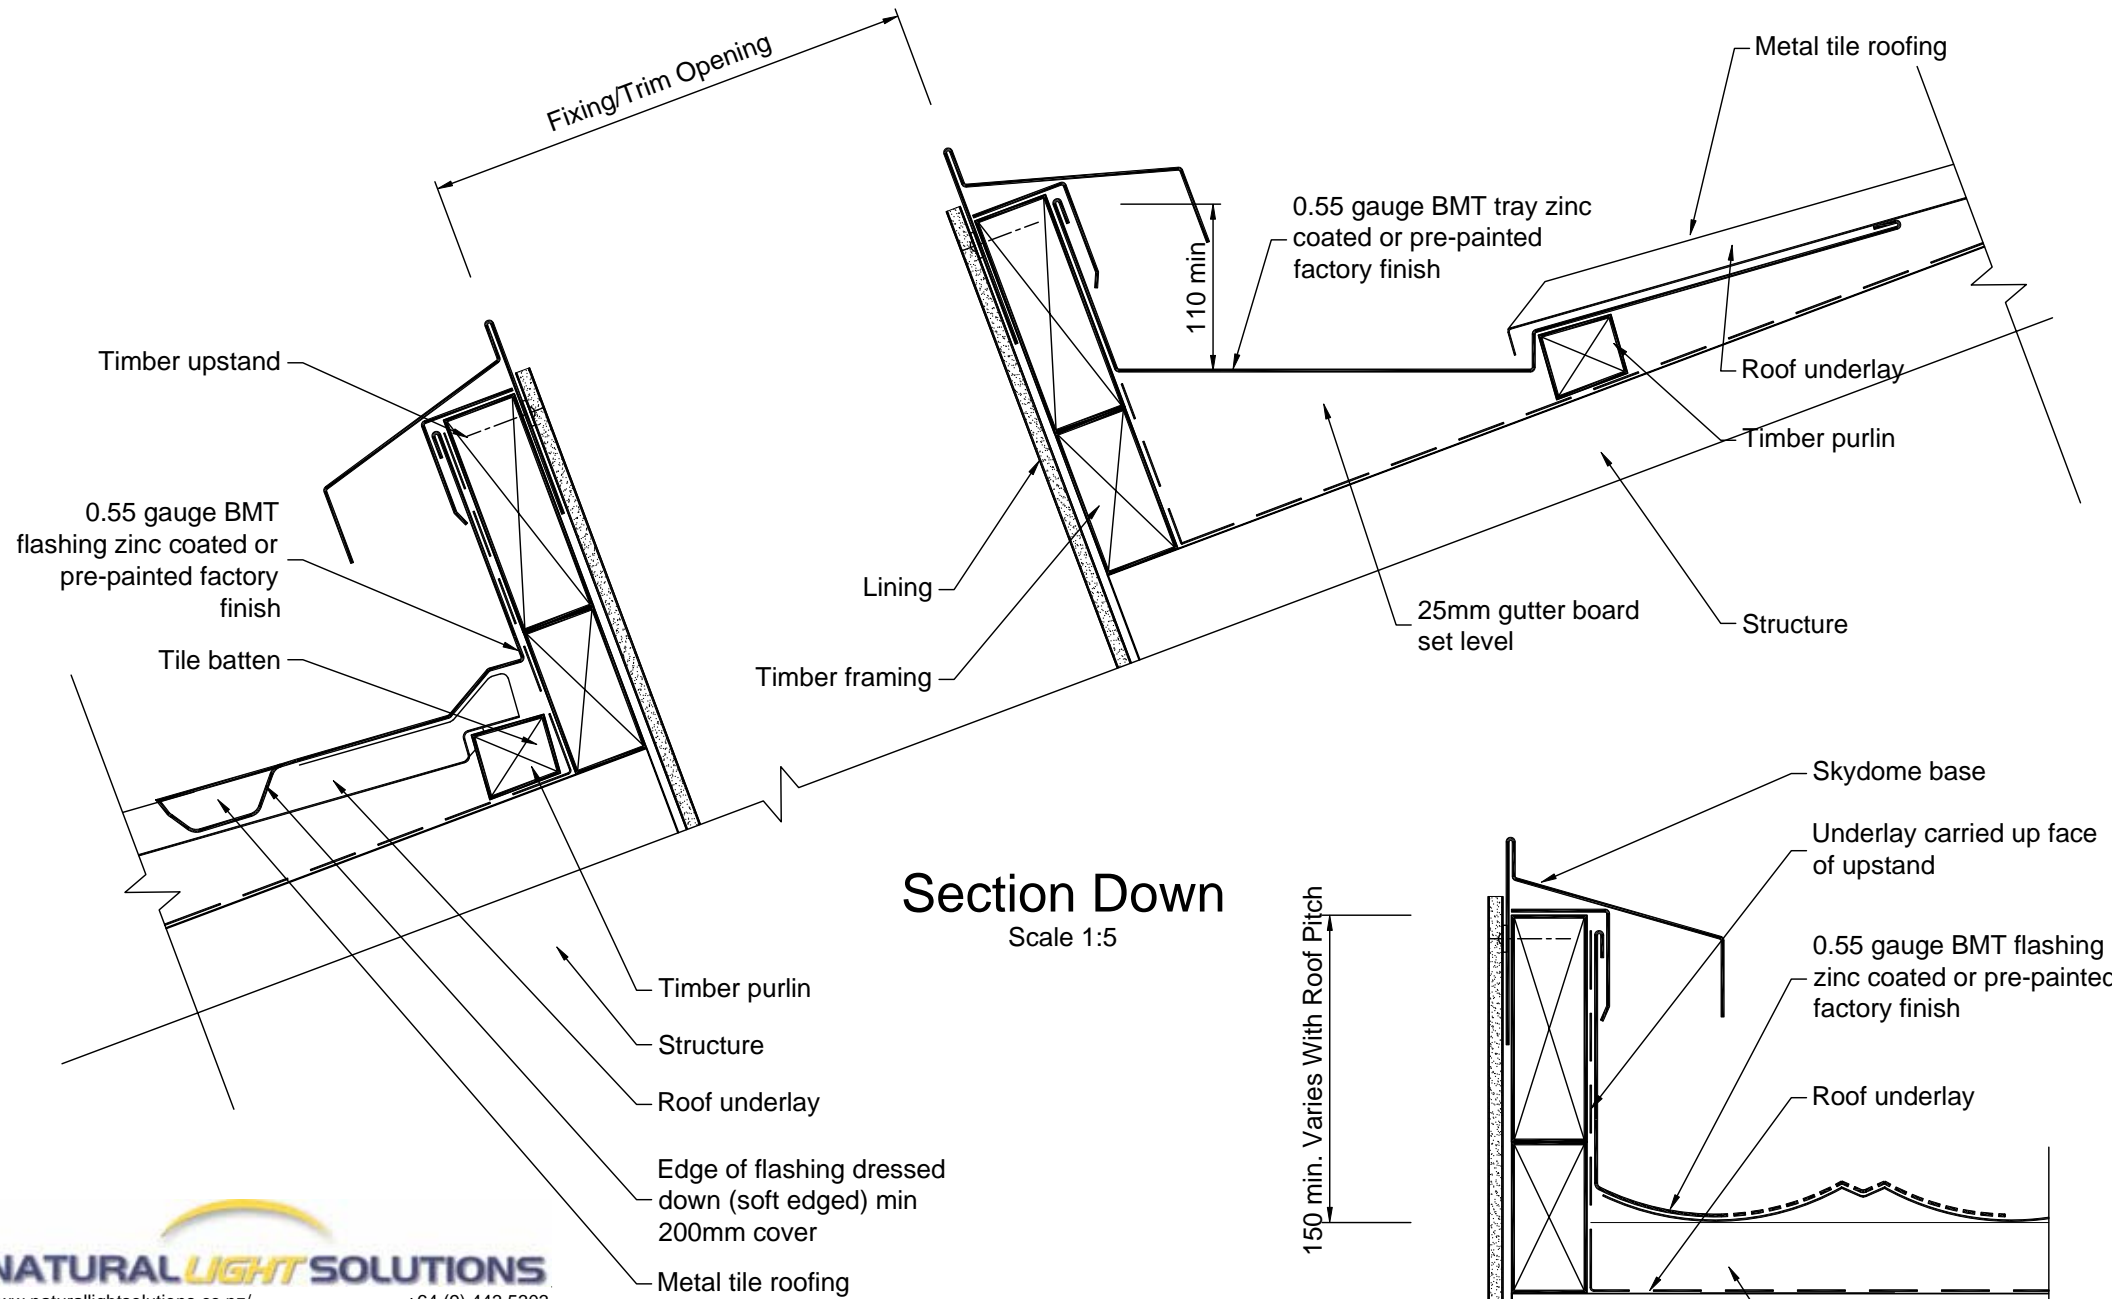 Fixing/Trim Opening
Metal tile roofing
0.55 gauge BMT tray zinc
coated or pre-painted
factory finish
110 min
Timber upstand
Roof underlay
Timber purlin
0.55 gauge BMT
flashing zinc coated or
pre-painted factory
finish
Lining
25mm gutter board
set level
Structure
Tile batten
Timber framing
Skydome base
Underlay carried up face
of upstand
Section Down
Scale 1:5
150 min. Varies With Roof Pitch
0.55 gauge BMT flashing
zinc coated or pre-painted
factory finish
Timber purlin
Structure
Roof underlay
Roof underlay
Edge of flashing dressed
down (soft edged) min
200mm cover
Metal tile roofing
NATURAL LIGHT SOLUTIONS